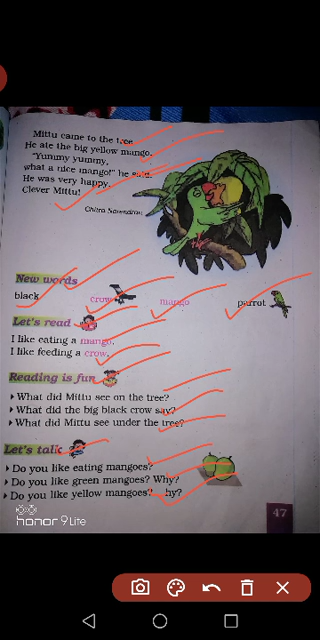 Mittu came to the tree
He ate the big yellow mango.
"Yummy yummy,
what a nice mango!" he said.
He was very happy.
Clever Mittu!
New words
black crow mango parrot
Let's read
I like eating a mango.
I like feeding a crow.
Reading is fun
What did Mittu see on the tree?
What did the big black crow say?
What did Mittu see under the tree?
Let's talk
Do you like eating mangoes?
Do you like green mangoes? Why?
Do you like yellow mangoes? hy?
honor 9 Lite
47